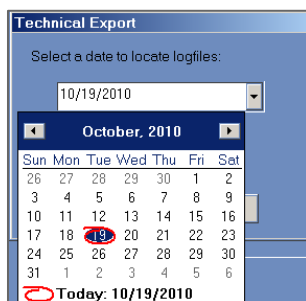 Technical Export
Select a date to locate logfiles:
10/19/2010
October, 2010
Sun Mon Tue Wed Thu Fri Sat
26 27 28 29 30 1 2
3 4 5 6 7 8 9
10 11 12 13 14 15 16
17 18 19 20 21 22 23
24 25 26 27 28 29 30
31 1 2 3 4 5 6
Today: 10/19/2010